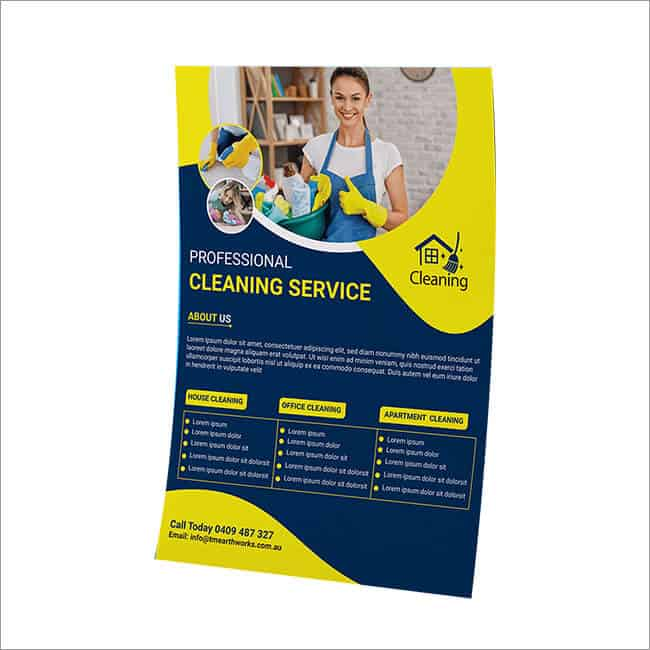 Cleaning
PROFESSIONAL
CLEANING SERVICE
ABOUT US
Lorem ipsum dolor sit amet, consectetuer adipiscing elit, sed diam nonummy nibh euismod tincidunt ut
laoreet dolore magna aliquam erat volutpat. Ut wisi enim ad minim veniam, quis nostrud exerci tation
ullamcorper suscipit lobortis nisl ut aliquip ex ea commodo consequat. Duis autem vel eum iriure dolor
in hendrerit in vulputate velit
HOUSE CLEANING
Lorem ipsum
Lorem ipsum dolor
Lorem ipsum dolor sit
Lorem ipsum dolor sit dolorsit
Lorem ipsum dolor sit dolorsit
OFFICE CLEANING
Lorem ipsum
Lorem ipsum dolor
Lorem ipsum dolor sit
Lorem ipsum dolor sit dolorsit
Lorem ipsum dolor sit dolorsit
APARTMENT CLEANING
Lorem ipsum
Lorem ipsum dolor
Lorem ipsum dolor sit
Lorem ipsum dolor sit dolorsit
Lorem ipsum dolor sit dolorsit
Call Today 0409 487 327
Email: info@tmearthworks.com.au